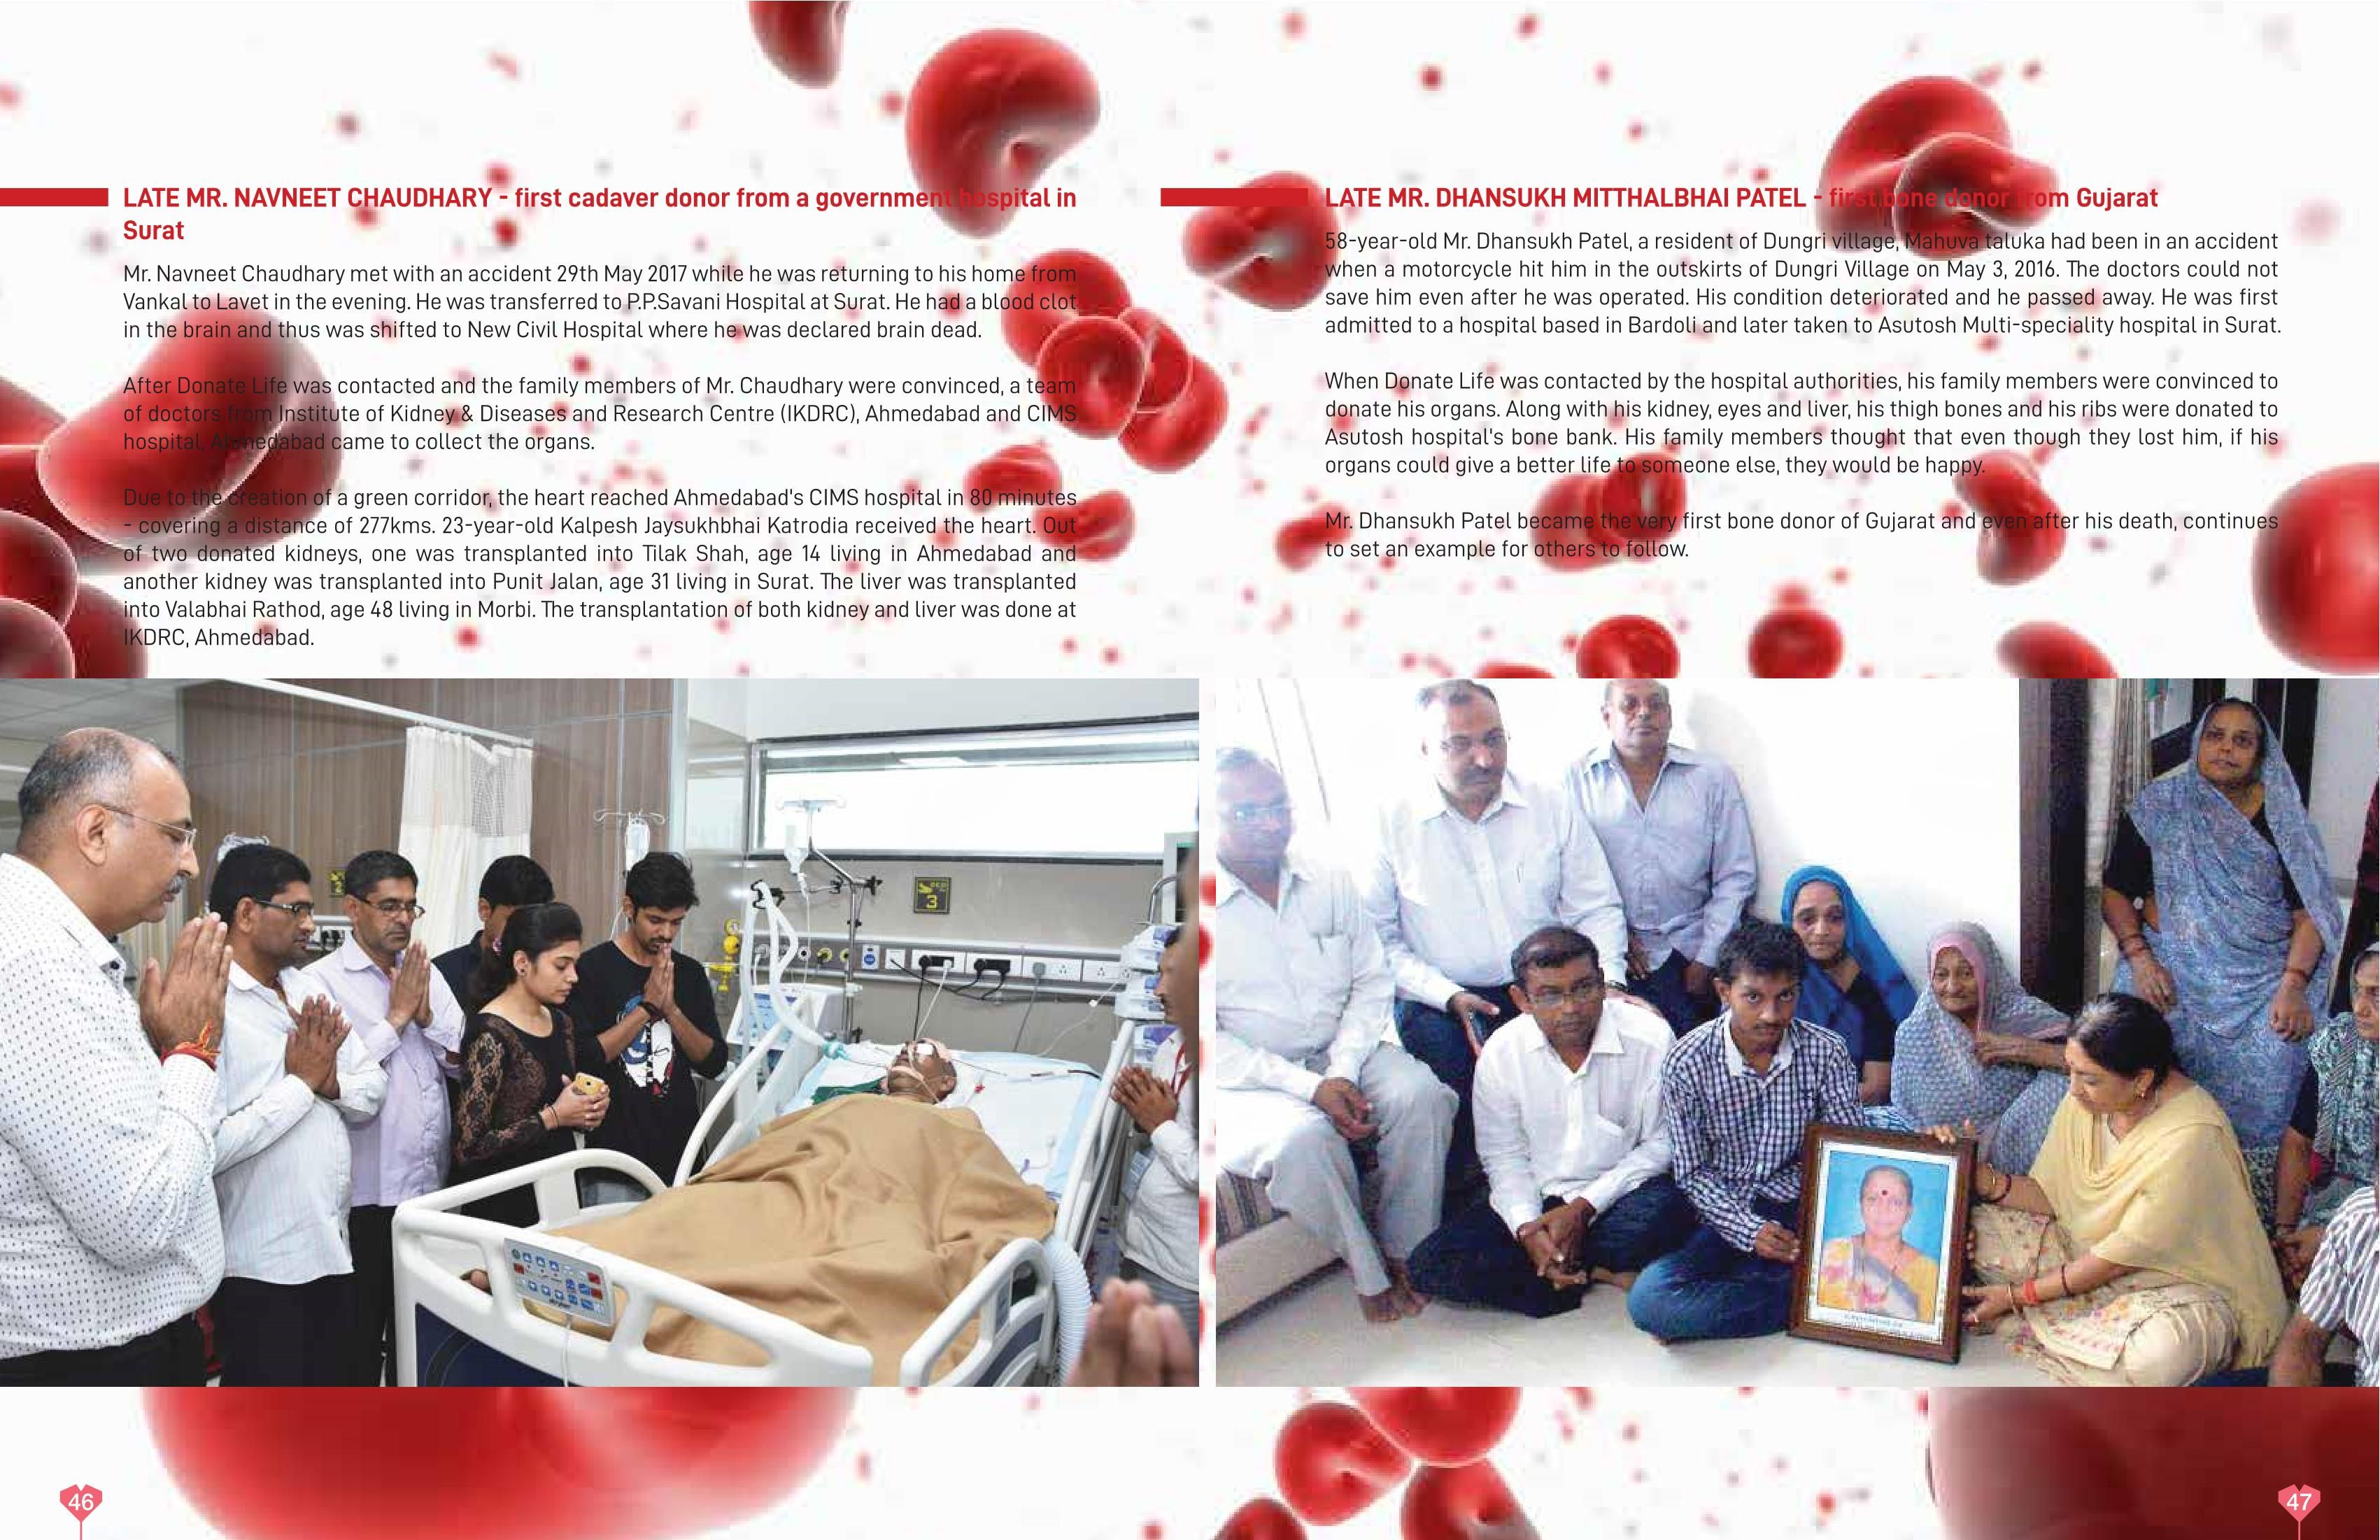 LATE MR. NAVNEET CHAUDHARY - first cadaver donor from a government hospital in
Surat
Mr. Navneet Chaudhary met with an accident 29th May 2017 while he was returning to his home from
Vankal to Lavet in the evening. He was transferred to P.P.Savani Hospital at Surat. He had a blood clot
in the brain and thus was shifted to New Civil Hospital where he was declared brain dead.
After Donate Life was contacted and the family members of Mr. Chaudhary were convinced, a team
of doctors from Institute of Kidney & Diseases and Research Centre (IKDRC), Ahmedabad and CIMS
hospital, Ahmedabad came to collect the organs.
Due to the creation of a green corridor, the heart reached Ahmedabad's CIMS hospital in 80 minutes
- covering a distance of 277kms. 23-year-old Kalpesh Jaysukhbhai Katrodia received the heart. Out
of two donated kidneys, one was transplanted into Tilak Shah, age 14 living in Ahmedabad and
another kidney was transplanted into Punit Jalan, age 31 living in Surat. The liver was transplanted
into Valabhai Rathod, age 48 living in Morbi. The transplantation of both kidney and liver was done at
IKDRC, Ahmedabad.
3
46
LATE MR. DHANSUKH MITTHALBHAI PATEL - first bone donor from Gujarat
58-year-old Mr. Dhansukh Patel, a resident of Dungri village, Mahuva taluka had been in an accident
when a motorcycle hit him in the outskirts of Dungri Village on May 3, 2016. The doctors could not
save him even after he was operated. His condition deteriorated and he passed away. He was first
admitted to a hospital based in Bardoli and later taken to Asutosh Multi-speciality hospital in Surat.
When Donate Life was contacted by the hospital authorities, his family members were convinced to
donate his organs. Along with his kidney, eyes and liver, his thigh bones and his ribs were donated to
Asutosh hospital's bone bank. His family members thought that even though they lost him, if his
organs could give a better life to someone else, they would be happy.
Mr. Dhansukh Patel became the very first bone donor of Gujarat and even after his death, continues
to set an example for others to follow.
47